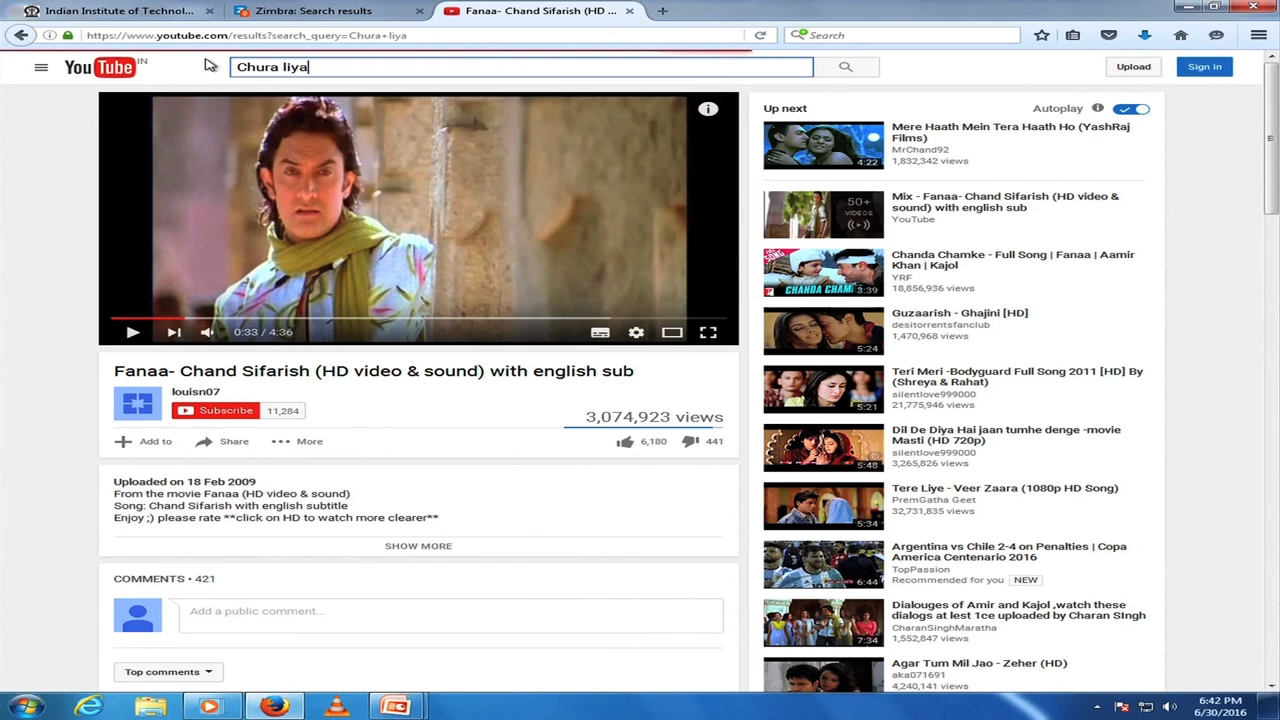 Indian Institute of Technol...
Zimbra: Search results
Fanaa- Chand Sifarish (HD ...
https://www.youtube.com/results?search_query=Chura+liya
Search
YouTube IN
Chura liya
Upload
Sign in
Up next
Autoplay
Mere Haath Mein Tera Haath Ho (YashRaj
Films)
MrChand92
1,832,342 views
4:22
Mix - Fanaa- Chand Sifarish (HD video &
sound) with english sub
YouTube
50+
VIDEOS
Chanda Chamke - Full Song | Fanaa | Aamir
Khan | Kajol
YRF
18,856,936 views
CHANDA CHAM
3:39
Guzaarish - Ghajini [HD]
desitorrentsfanclub
1,470,968 views
5:24
Teri Meri -Bodyguard Full Song 2011 [HD] By
(Shreya & Rahat)
silentlove999000
21,775,946 views
5:21
Dil De Diya Hai jaan tumhe denge -movie
Masti (HD 720p)
silentlove999000
3,265,826 views
5:48
Tere Liye - Veer Zaara (1080p HD Song)
PremGatha Geet
32,731,835 views
5:34
Argentina vs Chile 2-4 on Penalties | Copa
America Centenario 2016
TopPassion
Recommended for you NEW
6:44
Dialouges of Amir and Kajol ,watch these
dialogs at lest 1ce uploaded by Charan SIngh
CharanSinghMaratha
1,552,847 views
7:34
Agar Tum Mil Jao - Zeher (HD)
aka071691
4,240,141 views
0:33 / 4:36
Fanaa- Chand Sifarish (HD video & sound) with english sub
louisn07
Subscribe 11,284
3,074,923 views
Add to Share More
6,180 441
Uploaded on 18 Feb 2009
From the movie Fanaa (HD video & sound)
Song: Chand Sifarish with english subtitle
Enjoy ;) please rate **click on HD to watch more clearer**
SHOW MORE
COMMENTS • 421
Add a public comment...
Top comments
6:42 PM
6/30/2016